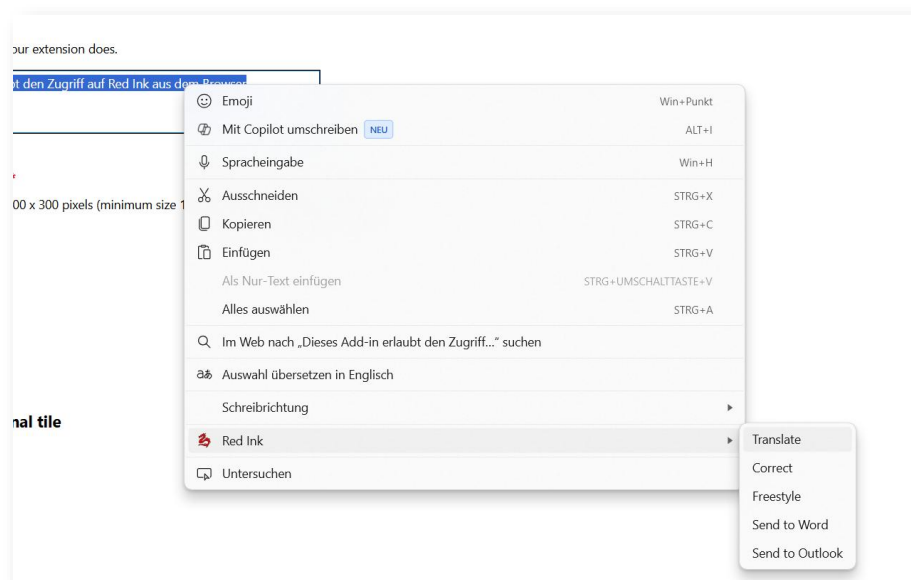 our extension does.
ot den Zugriff auf Red Ink aus dem Browser
*
00 x 300 pixels (minimum size 1
nal tile
Emoji Win+Punkt
Mit Copilot umschreiben NEU ALT+I
Spracheingabe Win+H
Ausschneiden STRG+X
Kopieren STRG+C
Einfügen STRG+V
Als Nur-Text einfügen STRG+UMSCHALTTASTE+V
Alles auswählen STRG+A
Im Web nach „Dieses Add-in erlaubt den Zugriff...“ suchen
Auswahl übersetzen in Englisch
Schreibrichtung
Red Ink
Untersuchen
Translate
Correct
Freestyle
Send to Word
Send to Outlook